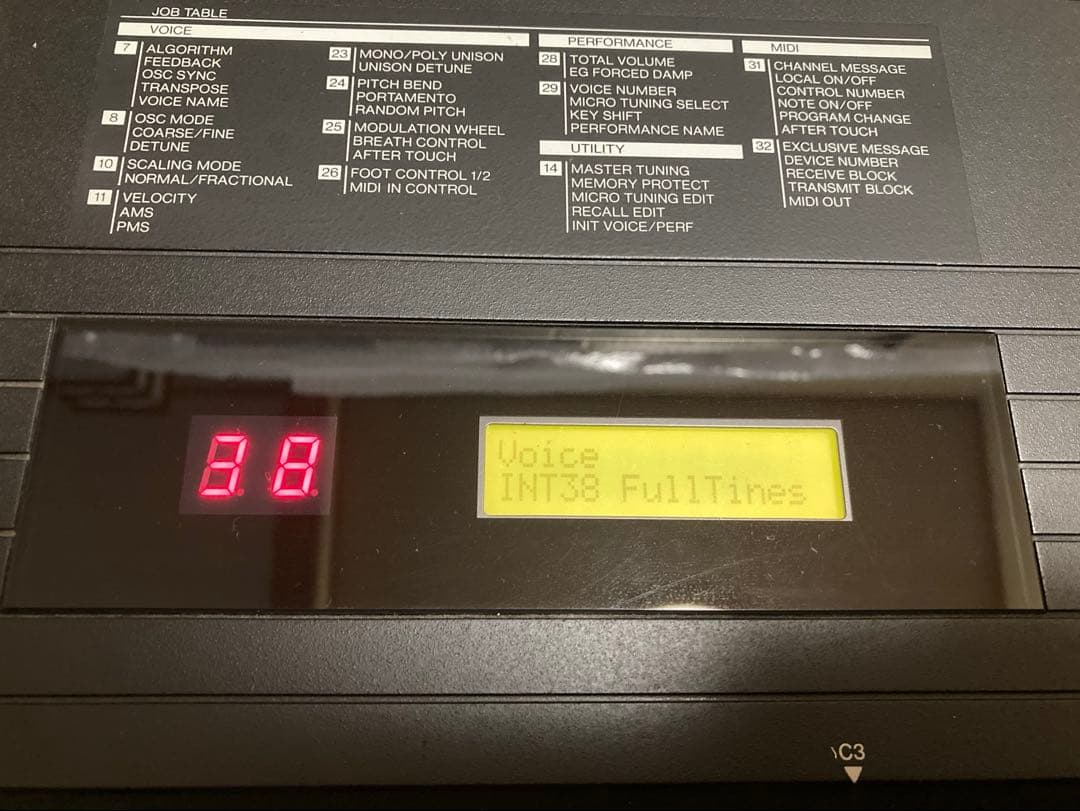 JOB TABLE
VOICE
7 ALGORITHM
FEEDBACK
OSC SYNC
TRANSPOSE
VOICE NAME
8 OSC MODE
COARSE/FINE
DETUNE
10 SCALING MODE
NORMAL/FRACTIONAL
11 VELOCITY
AMS
PMS
23 MONO/POLY UNISON
UNISON DETUNE
24 PITCH BEND
PORTAMENTO
RANDOM PITCH
25 MODULATION WHEEL
BREATH CONTROL
AFTER TOUCH
26 FOOT CONTROL 1/2
MIDI IN CONTROL
PERFORMANCE
28 TOTAL VOLUME
EG FORCED DAMP
29 VOICE NUMBER
MICRO TUNING SELECT
KEY SHIFT
PERFORMANCE NAME
UTILITY
14 MASTER TUNING
MEMORY PROTECT
MICRO TUNING EDIT
RECALL EDIT
INIT VOICE/PERF
MIDI
31 CHANNEL MESSAGE
LOCAL ON/OFF
CONTROL NUMBER
NOTE ON/OFF
PROGRAM CHANGE
AFTER TOUCH
32 EXCLUSIVE MESSAGE
DEVICE NUMBER
RECEIVE BLOCK
TRANSMIT BLOCK
MIDI OUT
38
Voice
INT38 FullTines
C3